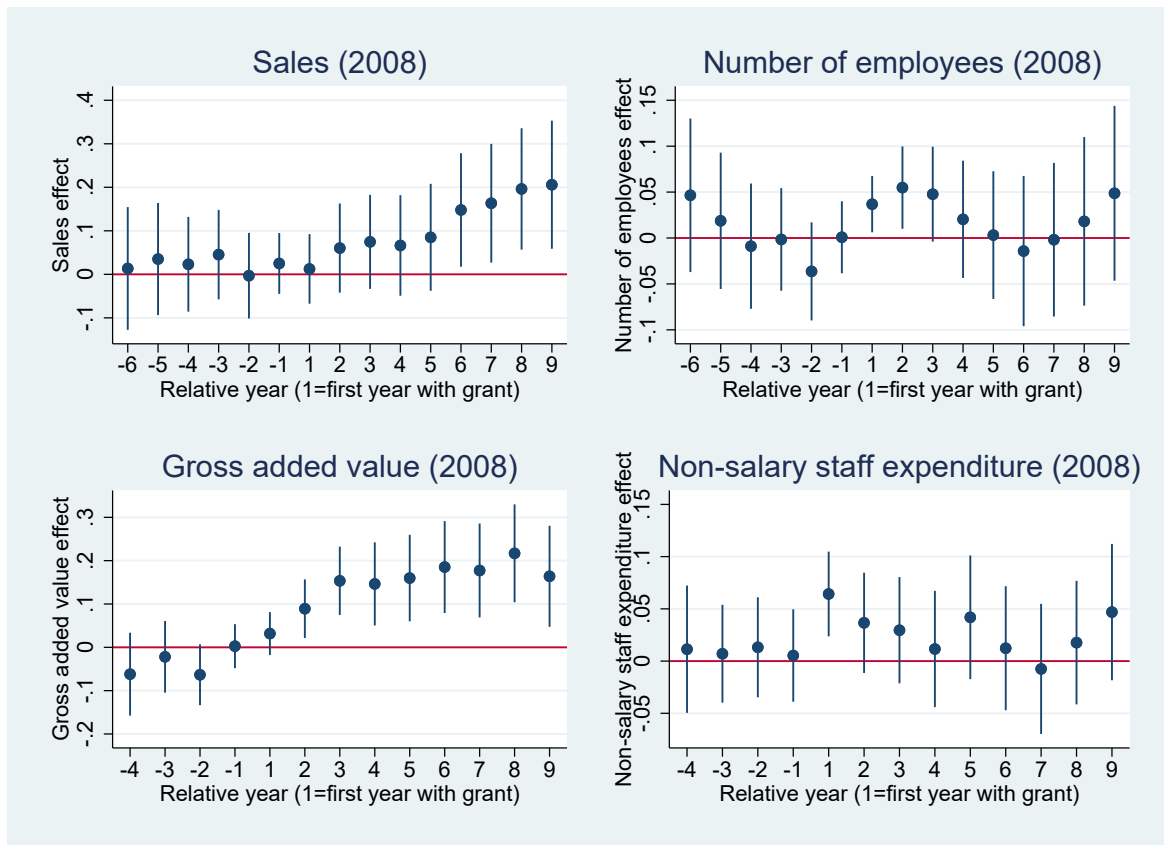 Sales (2008)
Sales effect
.4
.3
.2
.1
0
-.1
-6 -5 -4 -3 -2 -1 1 2 3 4 5 6 7 8 9
Relative year (1=first year with grant)
Number of employees (2008)
Number of employees effect
.15
.1
.05
0
-.05
-.1
-6 -5 -4 -3 -2 -1 1 2 3 4 5 6 7 8 9
Relative year (1=first year with grant)
Gross added value (2008)
Gross added value effect
.3
.2
.1
0
-.1
-.2
-4 -3 -2 -1 1 2 3 4 5 6 7 8 9
Relative year (1=first year with grant)
Non-salary staff expenditure (2008)
Non-salary staff expenditure effect
.15
.1
.05
0
-.05
-4 -3 -2 -1 1 2 3 4 5 6 7 8 9
Relative year (1=first year with grant)